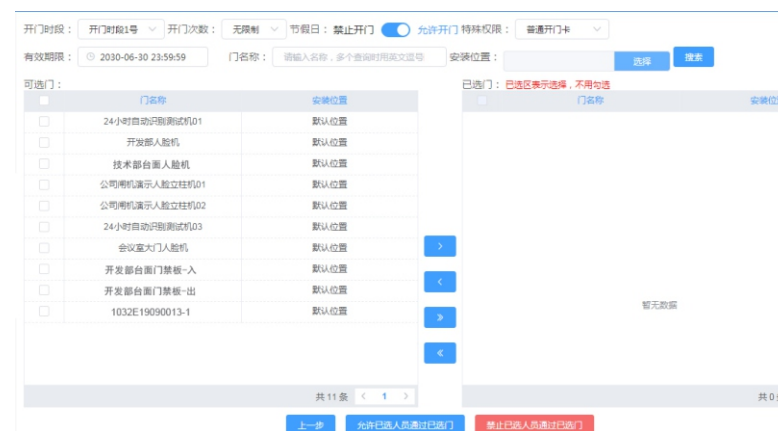 开门时段： 开门时段1号 开门次数： 无限制 节假日： 禁止开门 允许开门 特殊权限： 普通开门卡
有效期限： 2030-06-30 23:59:59 门名称： 请输入名称，多个查询时用英文逗号 安装位置： 选择 搜索
可选门： 已选门： 已选区表示选择，不用勾选
门名称 安装位置 门名称 安装位
24小时自动识别测试机01 默认位置
开发部人脸机 默认位置
技术部台面人脸机 默认位置
公司闸机演示人脸立柱机01 默认位置
公司闸机演示人脸立柱机02 默认位置
24小时自动识别测试机03 默认位置
会议室大门人脸机 默认位置
开发部台面门禁板-入 默认位置
开发部台面门禁板-出 默认位置
1032E19090013-1 默认位置
暂无数据
共 11 条 1 共 0
上一步 允许已选人员通过已选门 禁止已选人员通过已选门